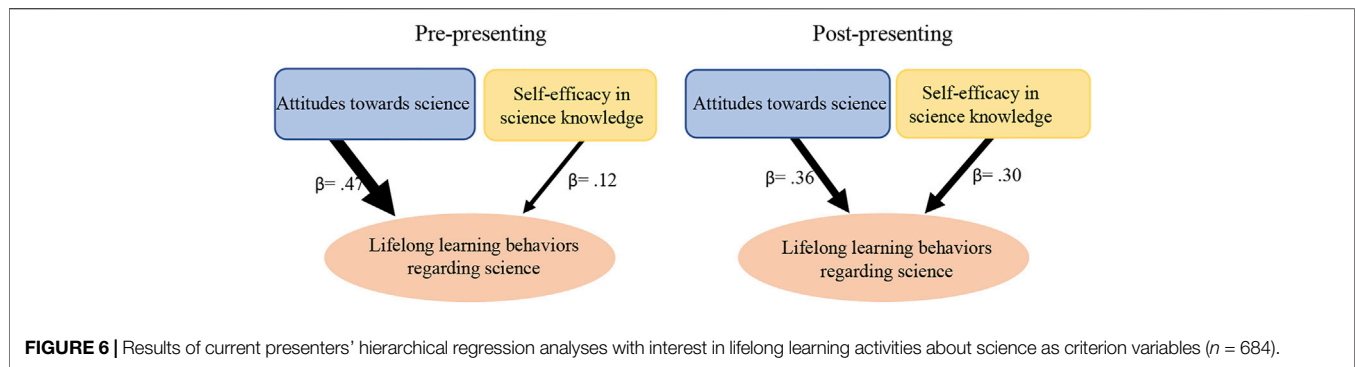 Pre-presenting
Attitudes towards science
Self-efficacy in
science knowledge
β= .47
β= .12
Lifelong learning behaviors
regarding science
Post-presenting
Attitudes towards science
Self-efficacy in
science knowledge
β= .36
β= .30
Lifelong learning behaviors
regarding science
FIGURE 6 | Results of current presenters’ hierarchical regression analyses with interest in lifelong learning activities about science as criterion variables (n = 684).